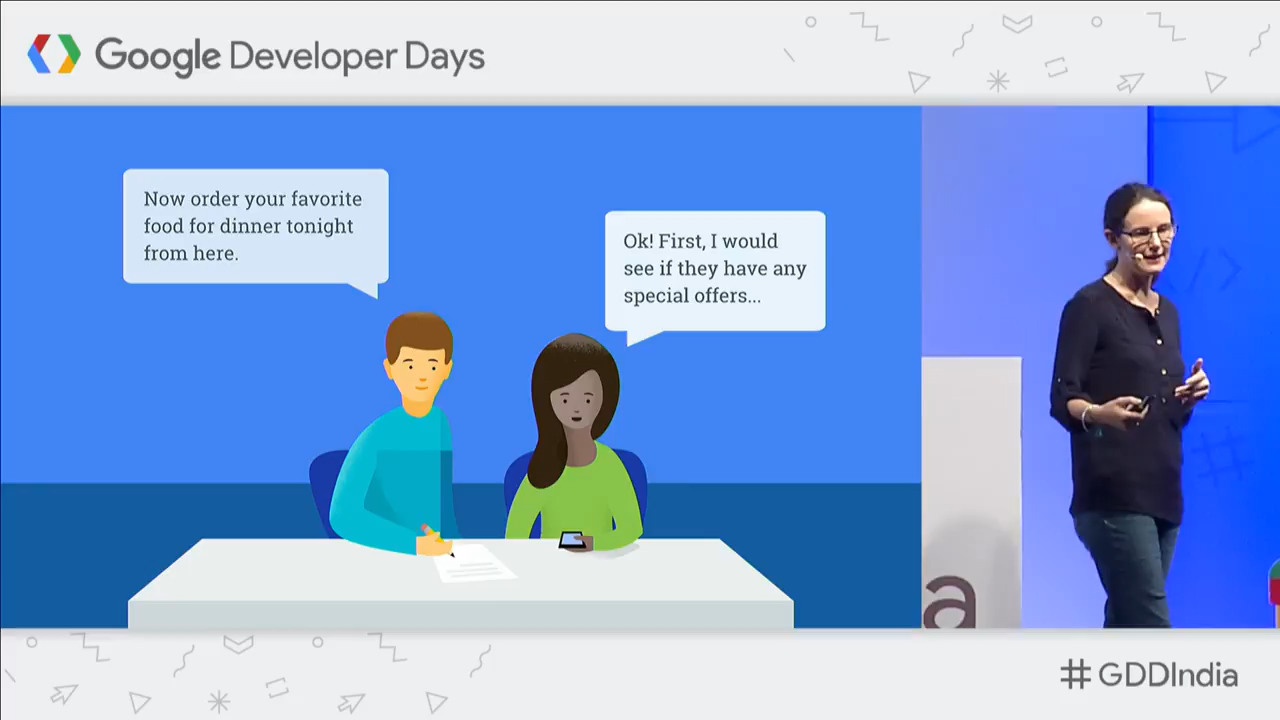 Google Developer Days
Now order your favorite
food for dinner tonight
from here.
Ok! First, I would
see if they have any
special offers...
a
#GDDIndia